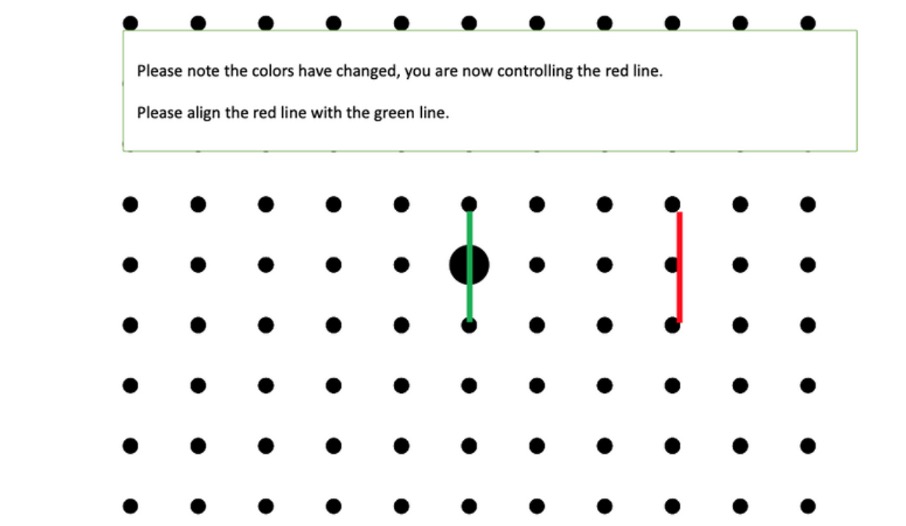 Please note the colors have changed, you are now controlling the red line.
Please align the red line with the green line.